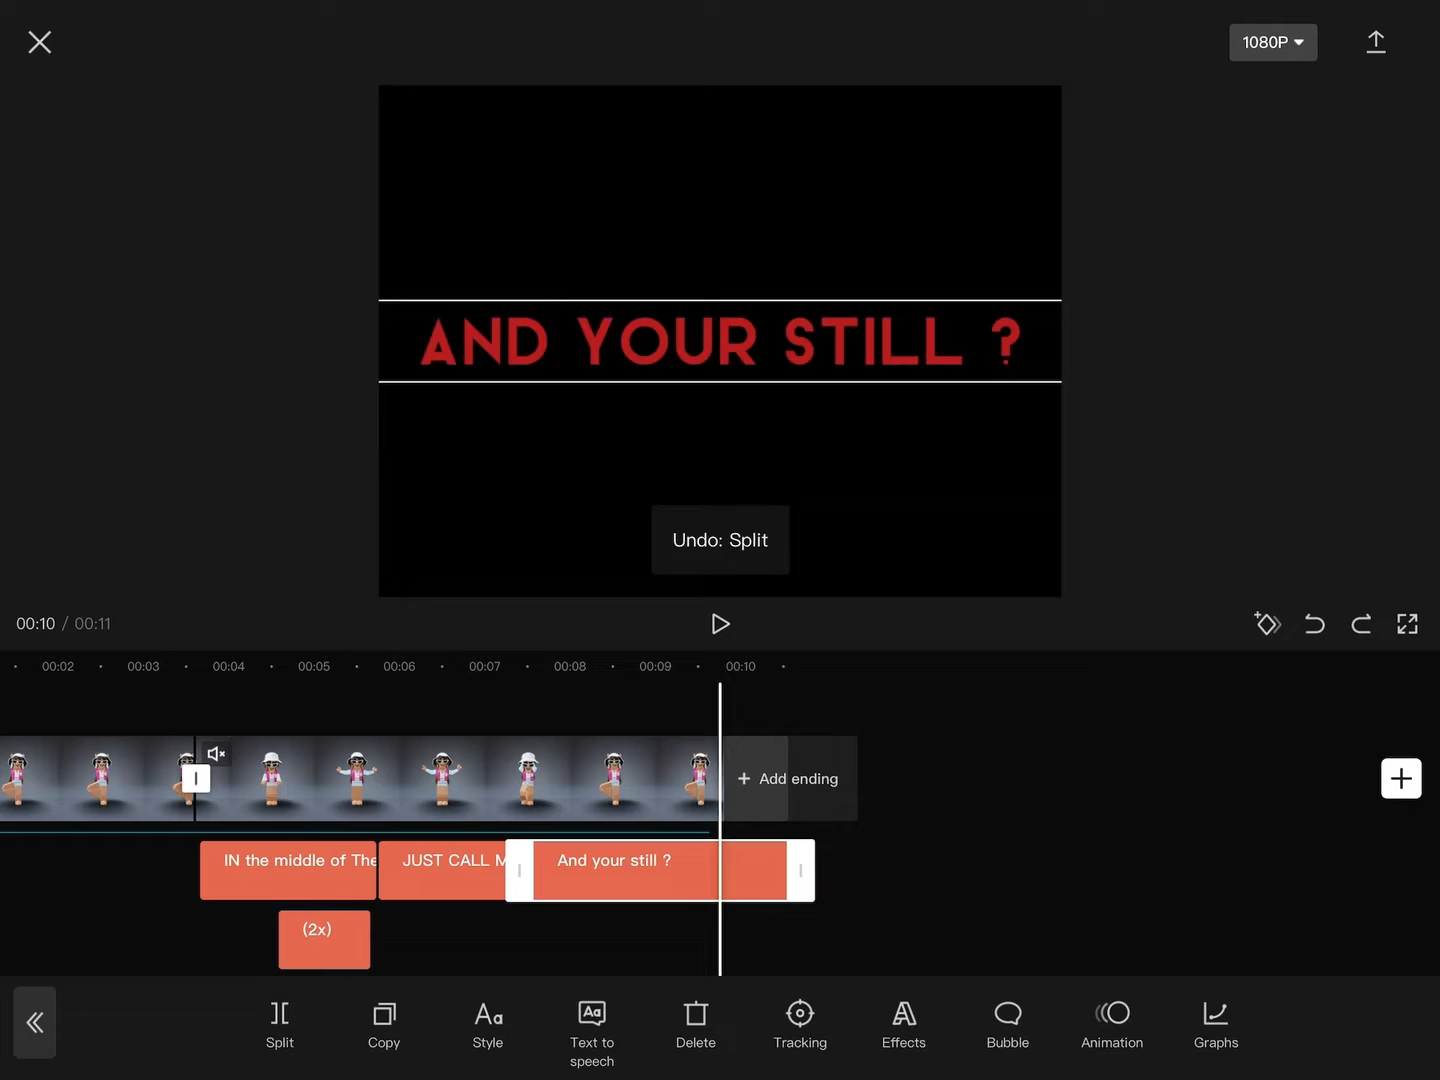 1080P
AND YOUR STILL ?
Undo: Split
00:10 / 00:11
00:02 00:03 00:04 00:05 00:06 00:07 00:08 00:09 00:10
+ Add ending
IN the middle of The JUST CALL M And your still ?
(2x)
Split Copy Style Text to speech Delete Tracking Effects Bubble Animation Graphs